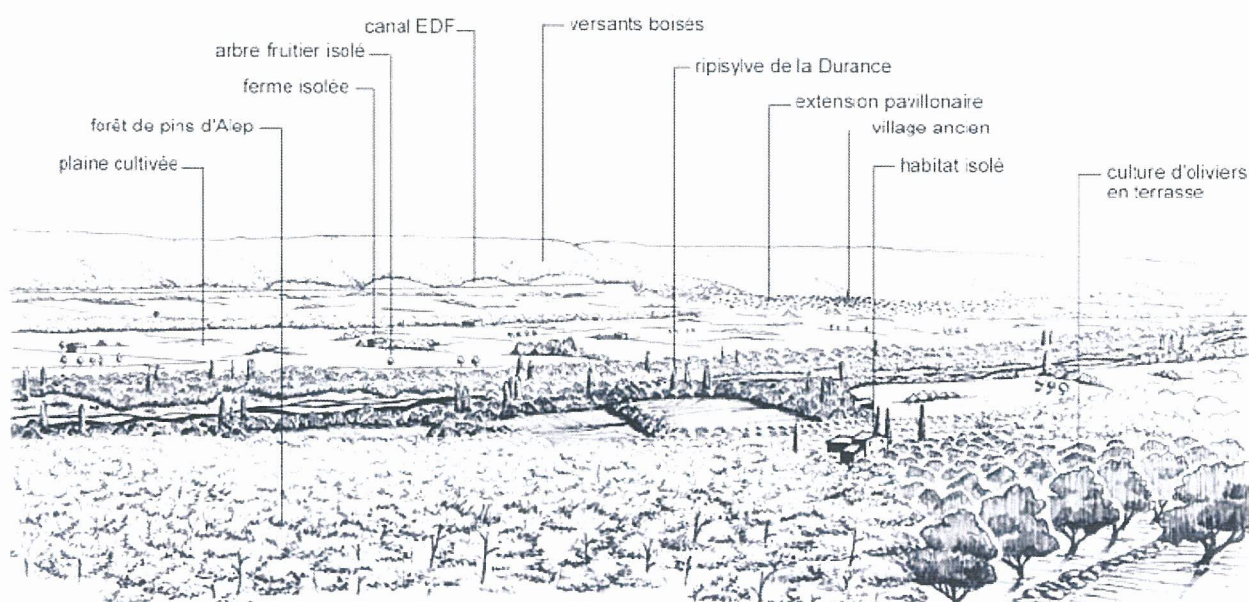 canal EDF
versants boisés
arbre fruitier isolé
ripisylve de la Durance
ferme isolée
extension pavillonaire
forêt de pins d'Alep
village ancien
plaine cultivée
habitat isolé
culture d'oliviers
en terrasse